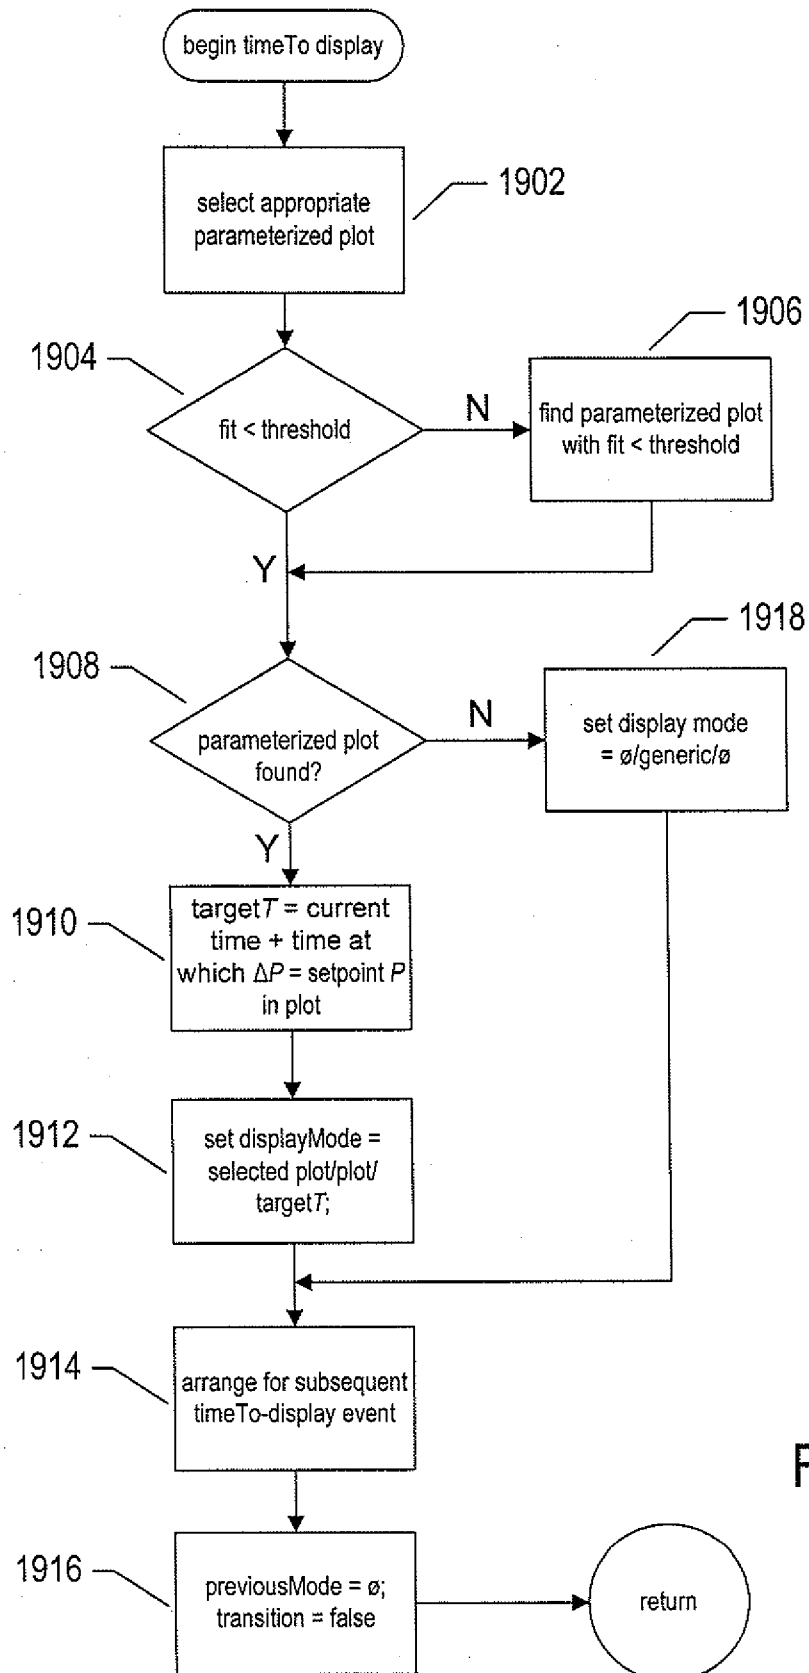 begin timeTo display
1902
select appropriate
parameterized plot
1906
1904
fit < threshold
N
find parameterized plot
with fit < threshold
Y
1918
1908
parameterized plot
found?
N
set display mode
= ø/generic/ø
Y
1910
targetT = current
time + time at
which ΔP = setpoint P
in plot
1912
set displayMode =
selected plot/plot/
targetT;
1914
arrange for subsequent
timeTo-display event
F
1916
previousMode = ø;
transition = false
return